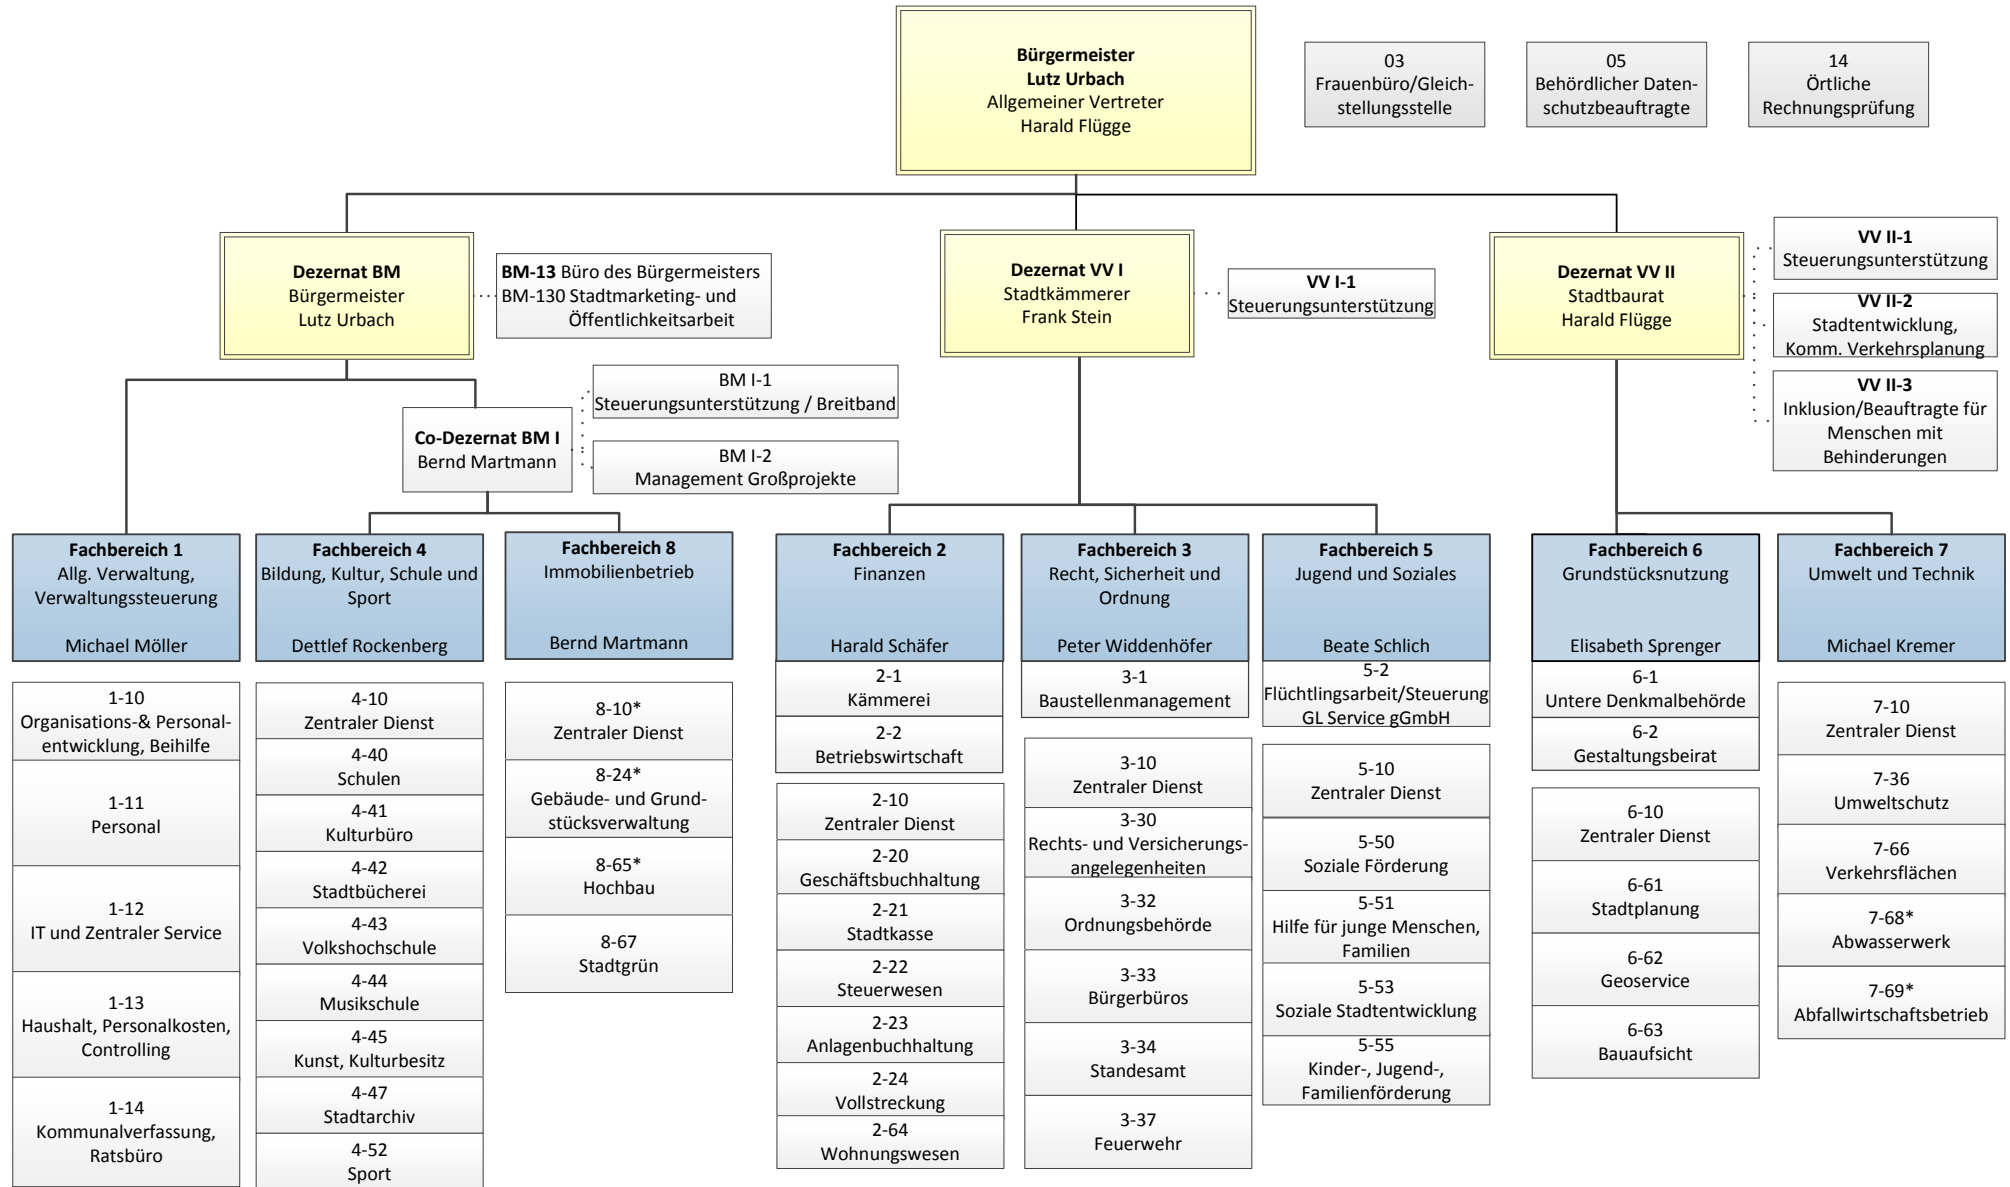 Bürgermeister
Lutz Urbach
Allgemeiner Vertreter
Harald Flügge
03
Frauenbüro/Gleich-
stellungsstelle
05
Behördlicher Daten-
schutzbeauftragte
14
Örtliche
Rechnungsprüfung
Dezernat BM
Bürgermeister
Lutz Urbach
BM-13 Büro des Bürgermeisters
BM-130 Stadtmarketing- und
Öffentlichkeitsarbeit
Dezernat VV I
Stadtkämmerer
Frank Stein
VV I-1
Steuerungsunterstützung
Dezernat VV II
Stadtbaurat
Harald Flügge
VV II-1
Steuerungsunterstützung
VV II-2
Stadtentwicklung,
Komm. Verkehrsplanung
VV II-3
Inklusion/Beauftragte für
Menschen mit
Behinderungen
Co-Dezernat BM I
Bernd Martmann
BM I-1
Steuerungsunterstützung / Breitband
BM I-2
Management Großprojekte
Fachbereich 1
Allg. Verwaltung,
Verwaltungssteuerung
Michael Möller
1-10
Organisations-& Personal-
entwicklung, Beihilfe
1-11
Personal
1-12
IT und Zentraler Service
1-13
Haushalt, Personalkosten,
Controlling
1-14
Kommunalverfassung,
Ratsbüro
Fachbereich 4
Bildung, Kultur, Schule und
Sport
Dettlef Rockenberg
4-10
Zentraler Dienst
4-40
Schulen
4-41
Kulturbüro
4-42
Stadtbücherei
4-43
Volkshochschule
4-44
Musikschule
4-45
Kunst, Kulturbesitz
4-47
Stadtarchiv
4-52
Sport
Fachbereich 8
Immobilienbetrieb
Bernd Martmann
8-10*
Zentraler Dienst
8-24*
Gebäude- und Grund-
stücksverwaltung
8-65*
Hochbau
8-67
Stadtgrün
Fachbereich 2
Finanzen
Harald Schäfer
2-1
Kämmerei
2-2
Betriebswirtschaft
2-10
Zentraler Dienst
2-20
Geschäftsbuchhaltung
2-21
Stadtkasse
2-22
Steuerwesen
2-23
Anlagenbuchhaltung
2-24
Vollstreckung
2-64
Wohnungswesen
Fachbereich 3
Recht, Sicherheit und
Ordnung
Peter Widdenhöfer
3-1
Baustellenmanagement
3-10
Zentraler Dienst
3-30
Rechts- und Versicherungs-
angelegenheiten
3-32
Ordnungsbehörde
3-33
Bürgerbüros
3-34
Standesamt
3-37
Feuerwehr
Fachbereich 5
Jugend und Soziales
Beate Schlich
5-2
Flüchtlingsarbeit/Steuerung
GL Service gGmbH
5-10
Zentraler Dienst
5-50
Soziale Förderung
5-51
Hilfe für junge Menschen,
Familien
5-53
Soziale Stadtentwicklung
5-55
Kinder-, Jugend-,
Familienförderung
Fachbereich 6
Grundstücksnutzung
Elisabeth Sprenger
6-1
Untere Denkmalbehörde
6-2
Gestaltungsbeirat
6-10
Zentraler Dienst
6-61
Stadtplanung
6-62
Geoservice
6-63
Bauaufsicht
Fachbereich 7
Umwelt und Technik
Michael Kremer
7-10
Zentraler Dienst
7-36
Umweltschutz
7-66
Verkehrsflächen
7-68*
Abwasserwerk
7-69*
Abfallwirtschaftsbetrieb